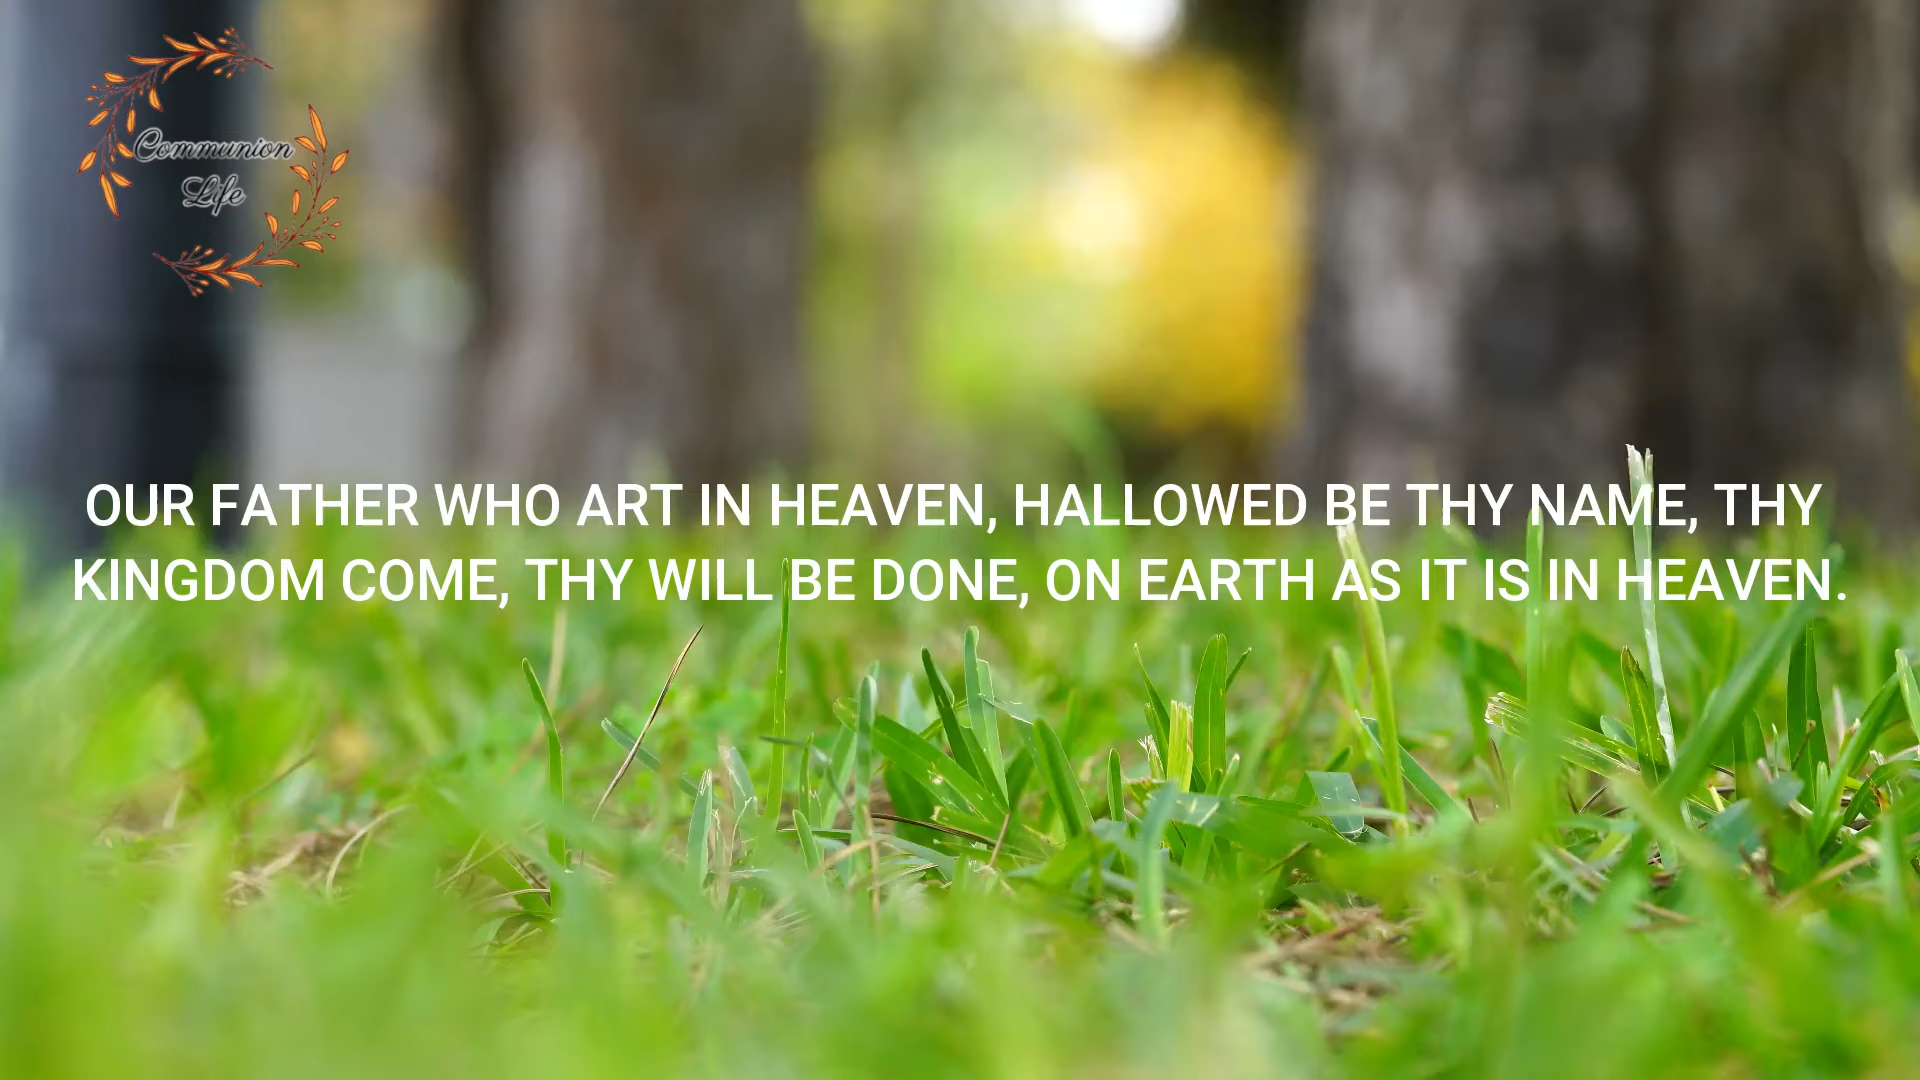 Communion
Life
OUR FATHER WHO ART IN HEAVEN, HALLOWED BE THY NAME, THY
KINGDOM COME, THY WILL BE DONE, ON EARTH AS IT IS IN HEAVEN.